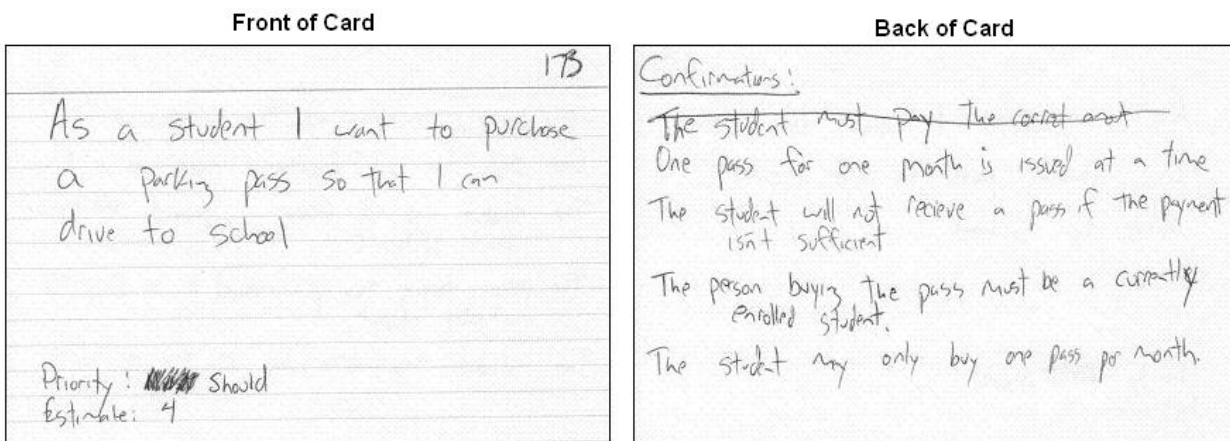 Front of Card
173
As a student I want to purchase
a parking pass so that I can
drive to school
Priority: Should
Estimate: 4
Back of Card
Confirmations:
The student must pay the corret amot
One pass for one month is issued at a time
The student will not recieve a pass if the payment
isn't sufficient
The person buying the pass must be a currently
enrolled student.
The student may only buy one pass per month.